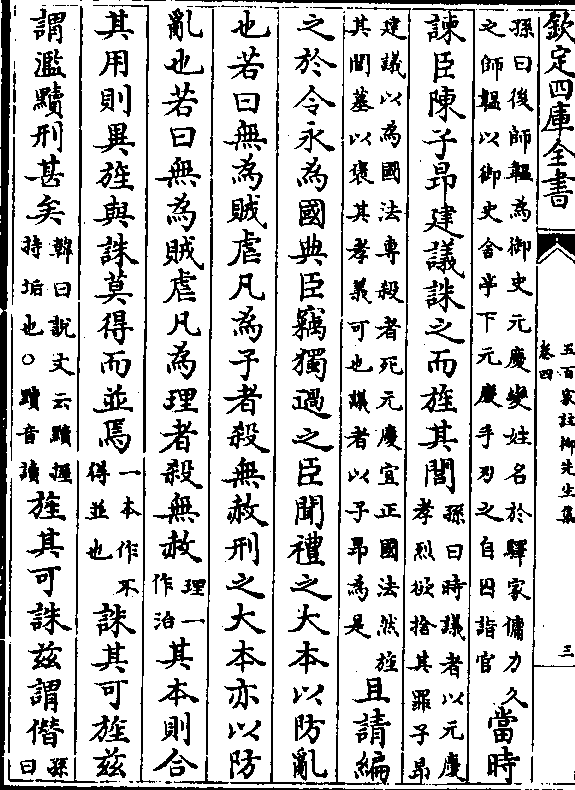 欽定四庫全書
五百家註栁先生集
卷四
三
孫曰後師韞為御史元慶變姓名於驛家傭力久
之師韞以御史舍亭下元慶手刃之自囚詣官
當時
諫臣陳子昂建議誅之而旌其閭
孫曰時議者以元慶
孝烈欲捨其罪子昂
建議以為國法專殺者死元慶宜正國法然旌
其閭墓以褒其孝義可也議者以子昂為是
且請編
之於令永為國典臣竊獨過之臣聞禮之大本以防亂
也若曰無為賊虐凡為子者殺無赦刑之大本亦以防
亂也若曰無為賊虐凡為理者殺無赦
理一
作治
其本則合
其用則異旌與誅莫得而並焉
一本作不
得並也
誅其可旌茲
謂濫黷刑甚矣
韓曰說文云黷握
持垢也○黷音讀
旌其可誅茲謂僭
孫
曰